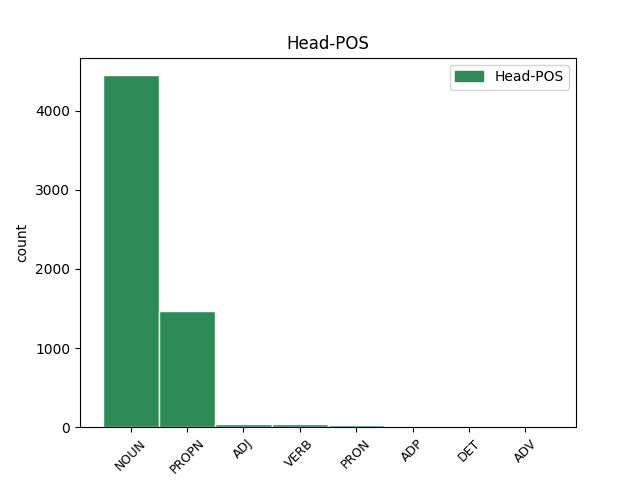 Head-POS
Head-POS
count
4000
3000
2000
1000
0
NOUN PROPN ADJ VERB PRON ADP DET ADV